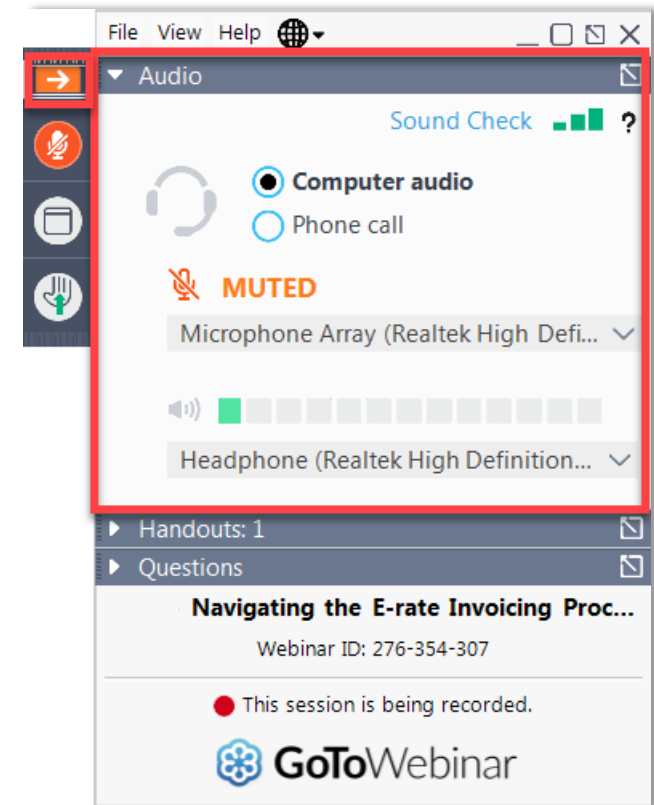 File View Help
Audio
Sound Check ?
Computer audio
Phone call
MUTED
Microphone Array (Realtek High Defi...
Headphone (Realtek High Definition...
Handouts: 1
Questions
Navigating the E-rate Invoicing Proc...
Webinar ID: 276-354-307
This session is being recorded.
GoToWebinar